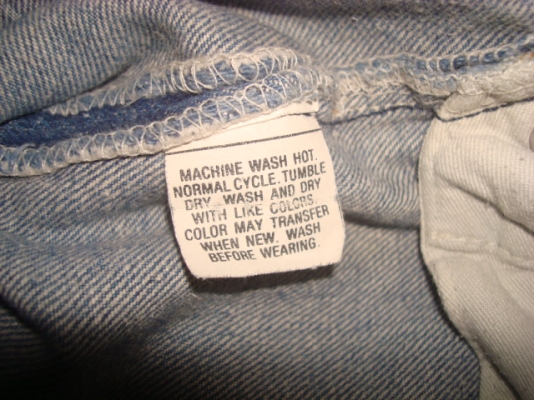 MACHINE WASH HOT.
NORMAL CYCLE. TUMBLE
DRY. WASH AND DRY
WITH LIKE COLORS.
COLOR MAY TRANSFER
WHEN NEW. WASH
BEFORE WEARING.